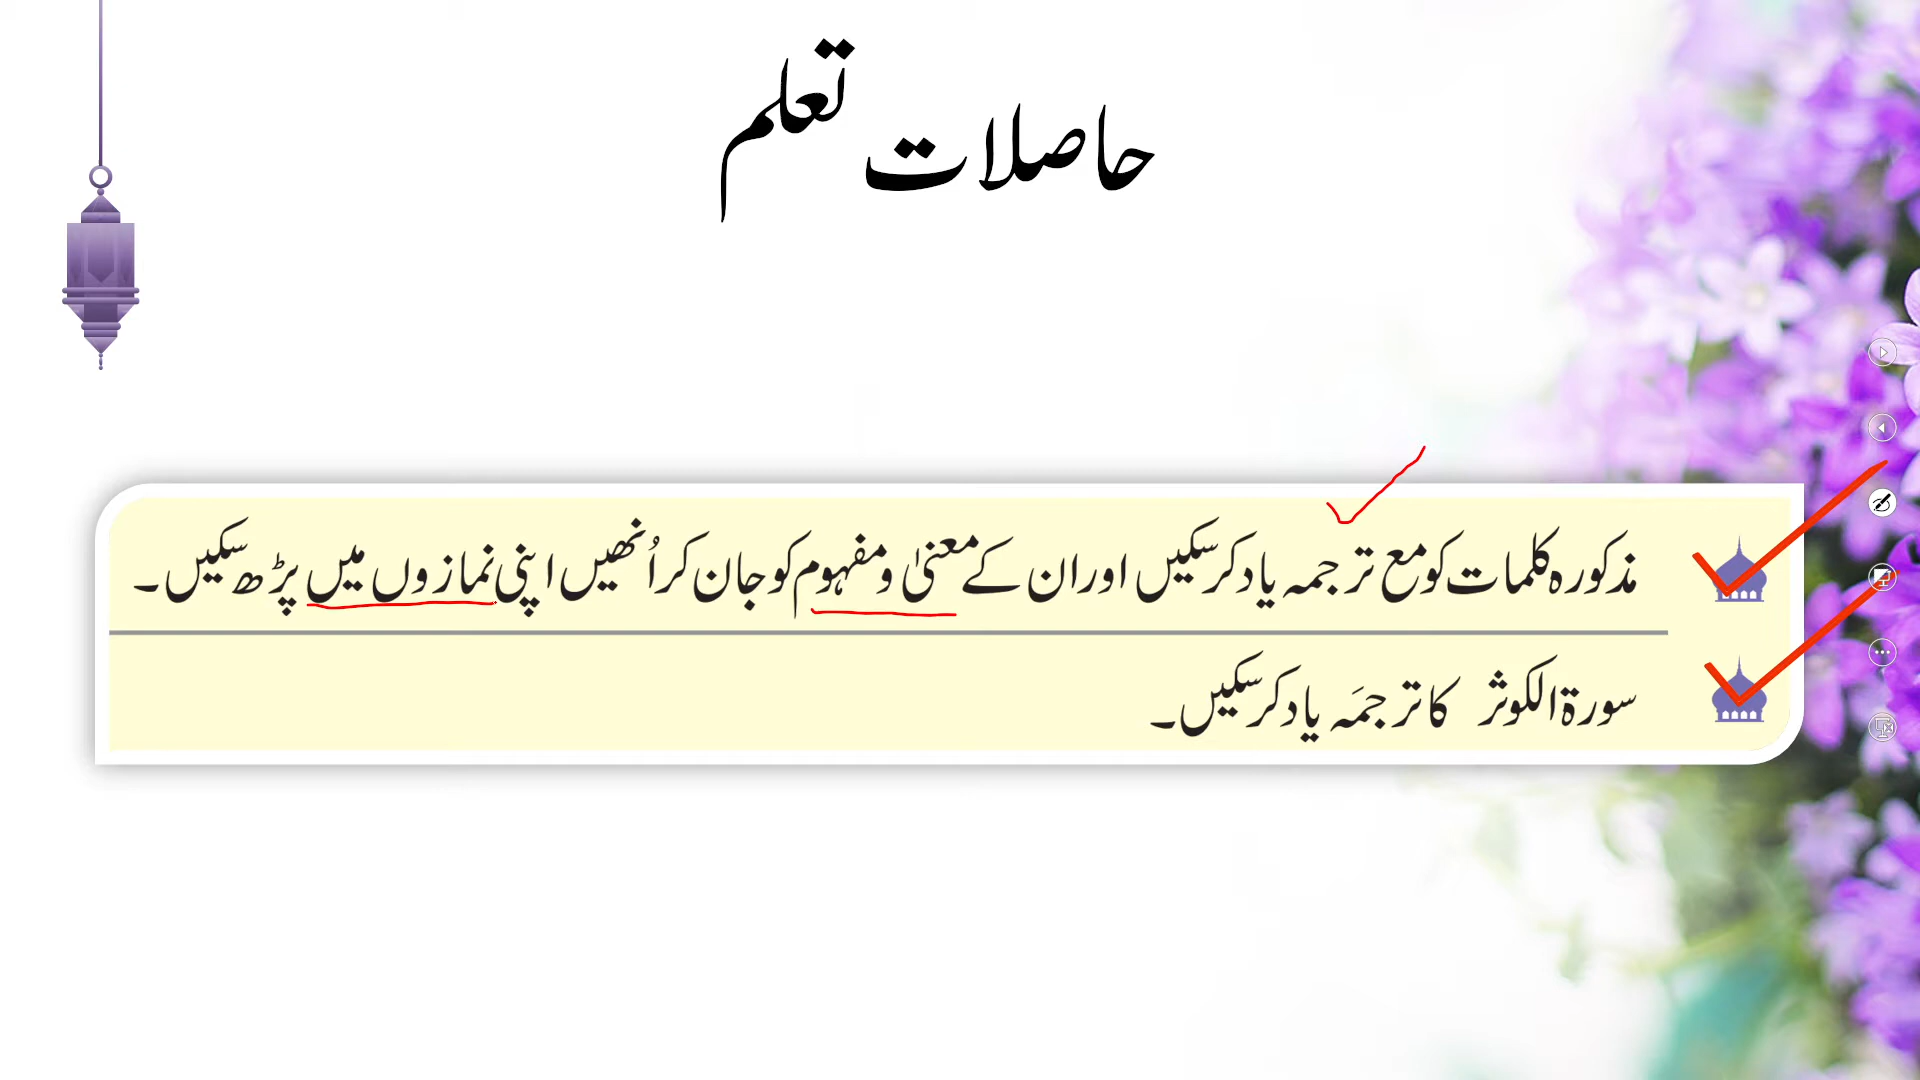 حاصلات تعلم
مذکورہ کلمات کو مع ترجمہ یاد کر سکیں اور ان کے معنیٰ و مفہوم کو جان کر اُنھیں اپنی نمازوں میں پڑھ سکیں۔
سورۃ الکوثر کا ترجمَہ یاد کر سکیں۔